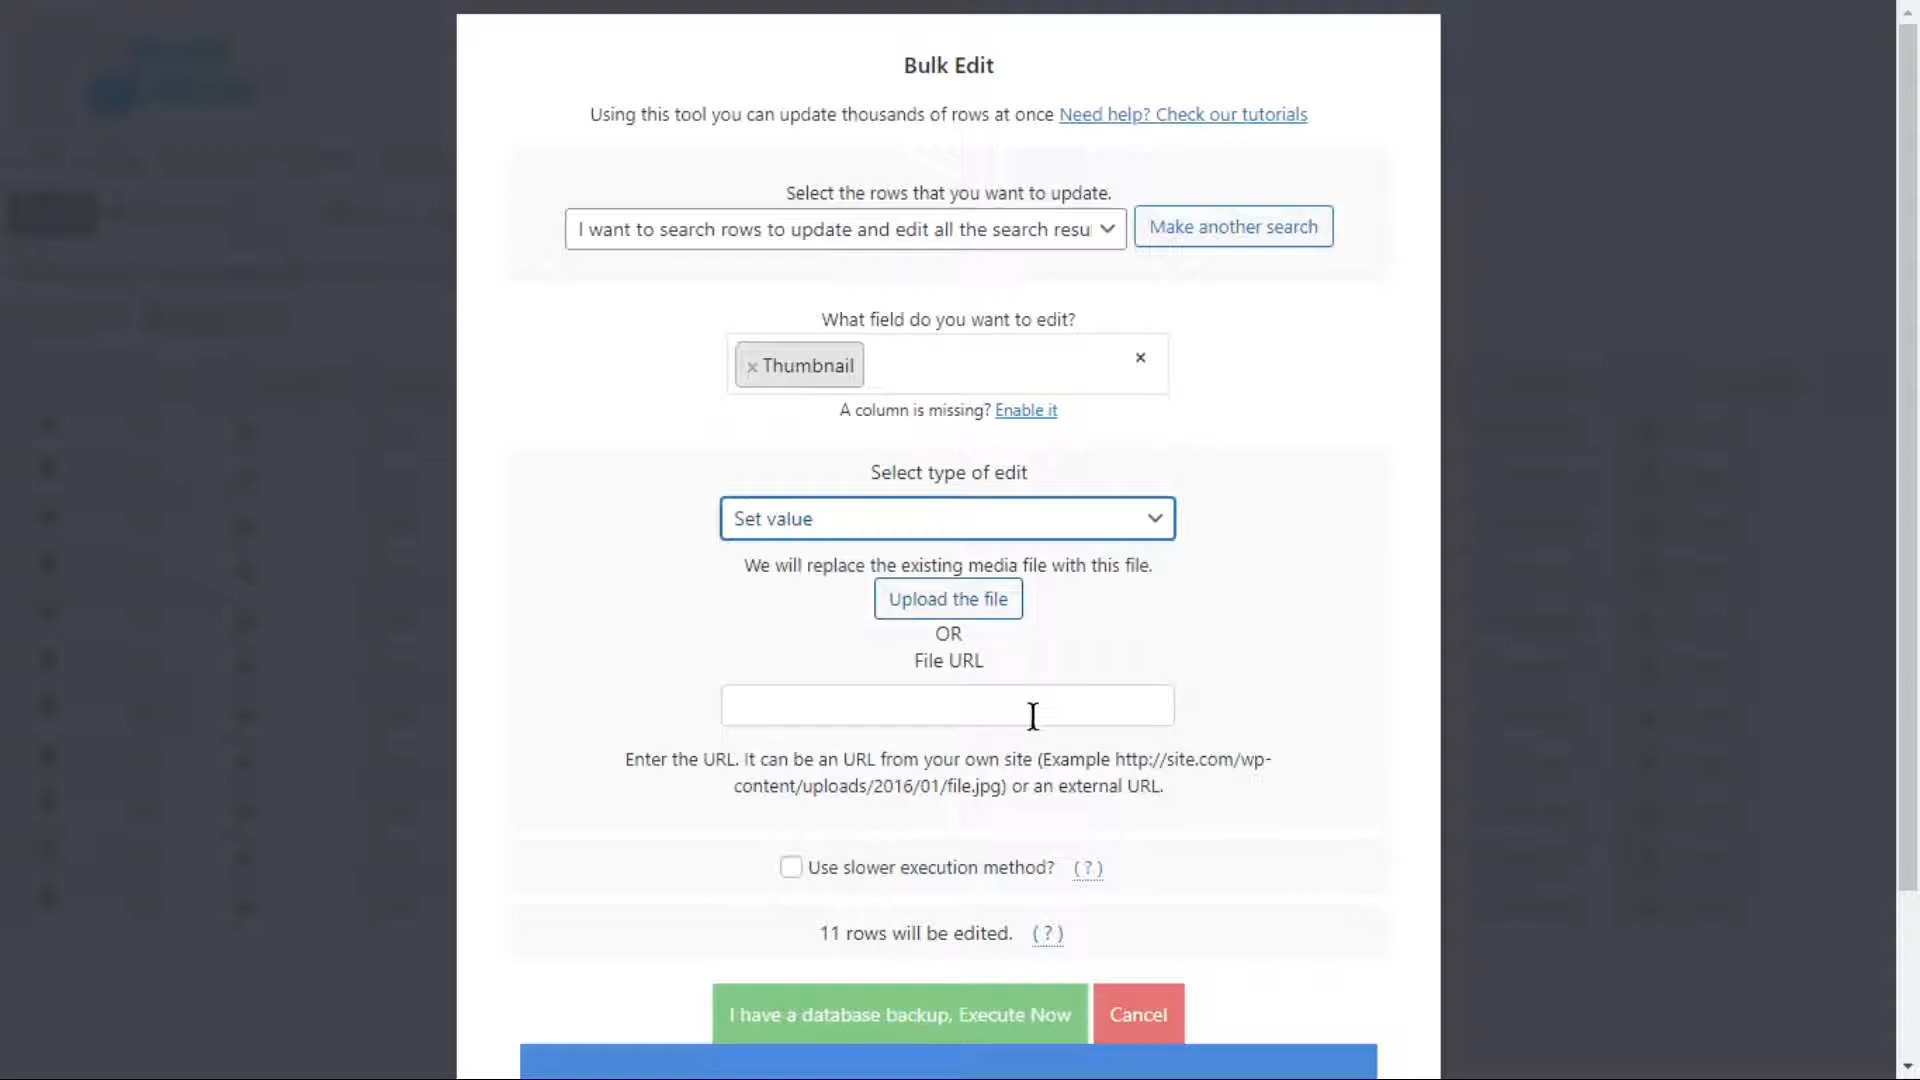 Bulk Edit
Using this tool you can update thousands of rows at once Need help? Check our tutorials
Select the rows that you want to update.
I want to search rows to update and edit all the search resu
Make another search
What field do you want to edit?
× Thumbnail ×
A column is missing? Enable it
Select type of edit
Set value
We will replace the existing media file with this file.
Upload the file
OR
File URL
Enter the URL. It can be an URL from your own site (Example http://site.com/wp-
content/uploads/2016/01/file.jpg) or an external URL.
Use slower execution method? ( ? )
11 rows will be edited. ( ? )
I have a database backup, Execute Now
Cancel